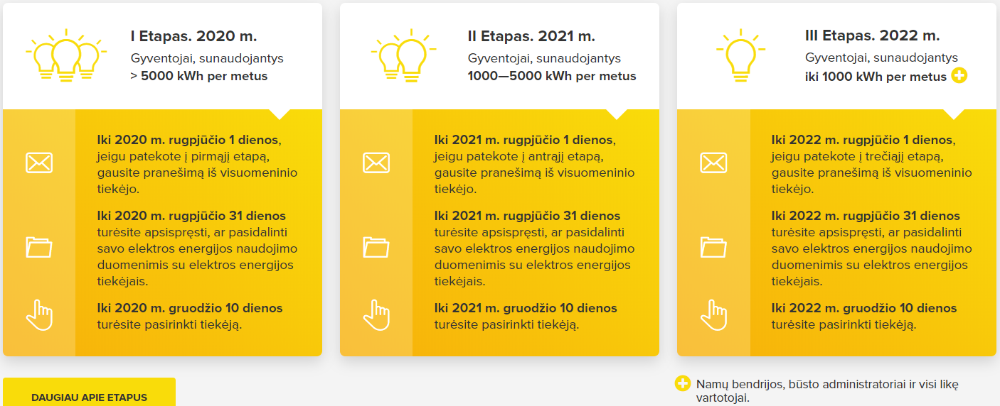 I Etapas. 2020 m.
Gyventojai, sunaudojantys
> 5000 kWh per metus
Iki 2020 m. rugpjūčio 1 dienos,
jeigu patekote į pirmąjį etapą,
gausite pranešimą iš visuomeninio
tiekėjo.
Iki 2020 m. rugpjūčio 31 dienos
turėsite apsispręsti, ar pasidalinti
savo elektros energijos naudojimo
duomenimis su elektros energijos
tiekėjais.
Iki 2020 m. gruodžio 10 dienos
turėsite pasirinkti tiekėją.
II Etapas. 2021 m.
Gyventojai, sunaudojantys
1000—5000 kWh per metus
Iki 2021 m. rugpjūčio 1 dienos,
jeigu patekote į antrąjį etapą,
gausite pranešimą iš visuomeninio
tiekėjo.
Iki 2021 m. rugpjūčio 31 dienos
turėsite apsispręsti, ar pasidalinti
savo elektros energijos naudojimo
duomenimis su elektros energijos
tiekėjais.
Iki 2021 m. gruodžio 10 dienos
turėsite pasirinkti tiekėją.
III Etapas. 2022 m.
Gyventojai, sunaudojantys
iki 1000 kWh per metus
Iki 2022 m. rugpjūčio 1 dienos,
jeigu patekote į trečiąjį etapą,
gausite pranešimą iš visuomeninio
tiekėjo.
Iki 2022 m. rugpjūčio 31 dienos
turėsite apsispręsti, ar pasidalinti
savo elektros energijos naudojimo
duomenimis su elektros energijos
tiekėjais.
Iki 2022 m. gruodžio 10 dienos
turėsite pasirinkti tiekėją.
DAUGIAU APIE ETAPUS
Namų bendrijos, būsto administratoriai ir visi likę
vartotojai.